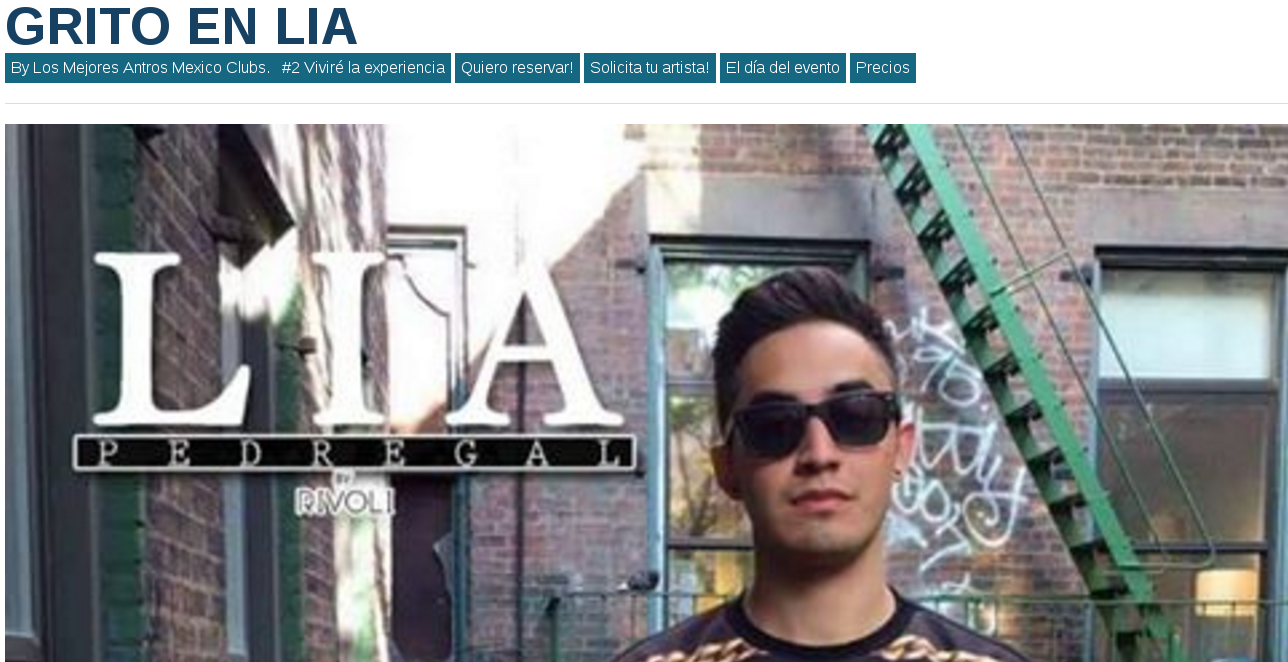 GRITO EN LIA
By Los Mejores Antros Mexico Clubs. #2 Viviré la experiencia Quiero reservar! Solicita tu artista! El día del evento Precios
LIA
PEDREGAL
BY
RIVOLI